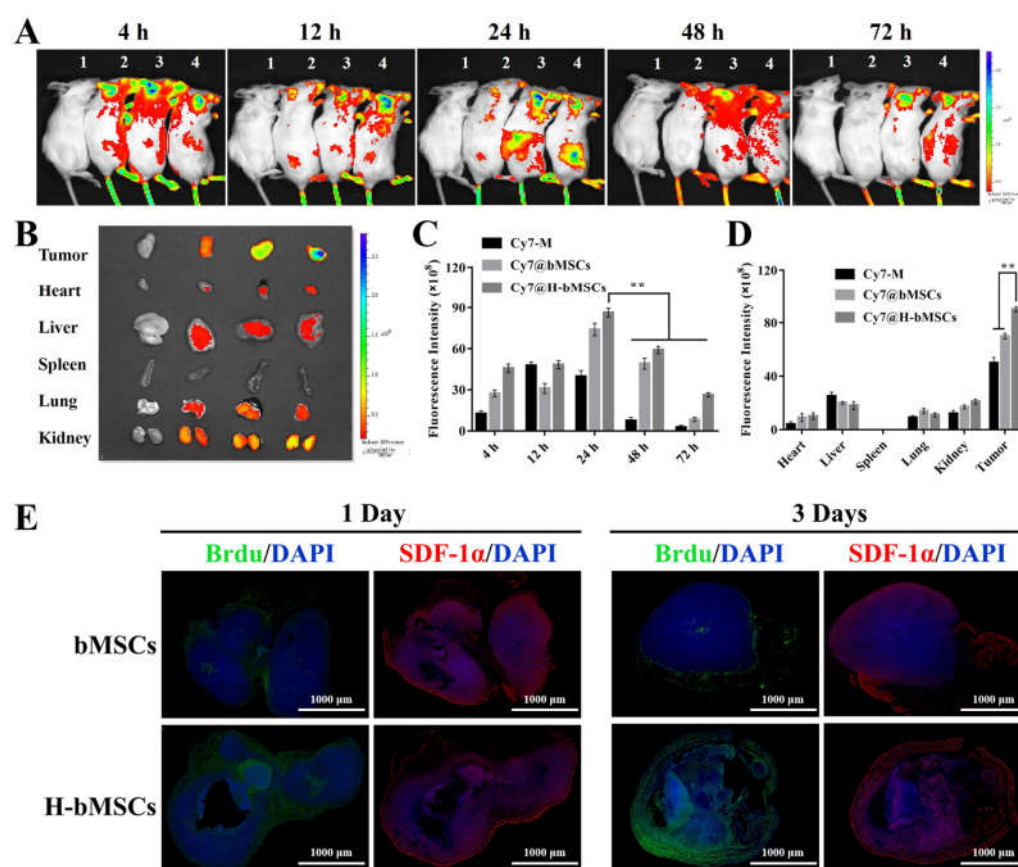 A
4 h 12 h 24 h 48 h 72 h
1 2 3 4 1 2 3 4 1 2 3 4 1 2 3 4 1 2 3 4
B
Tumor
Heart
Liver
Spleen
Lung
Kidney
C
Cy7-M
Cy7@bMSCs
Cy7@H-bMSCs
Fluorescence Intensity (×10⁸)
120
90
60
30
0
**
4 h 12 h 24 h 48 h 72 h
D
Cy7-M
Cy7@bMSCs
Cy7@H-bMSCs
Fluorescence Intensity (×10⁸)
120
80
40
0
**
Heart Liver Spleen Lung Kidney Tumor
E
1 Day 3 Days
Brdu/DAPI SDF-1α/DAPI Brdu/DAPI SDF-1α/DAPI
bMSCs
1000 μm 1000 μm 1000 μm 1000 μm
H-bMSCs
1000 μm 1000 μm 1000 μm 1000 μm